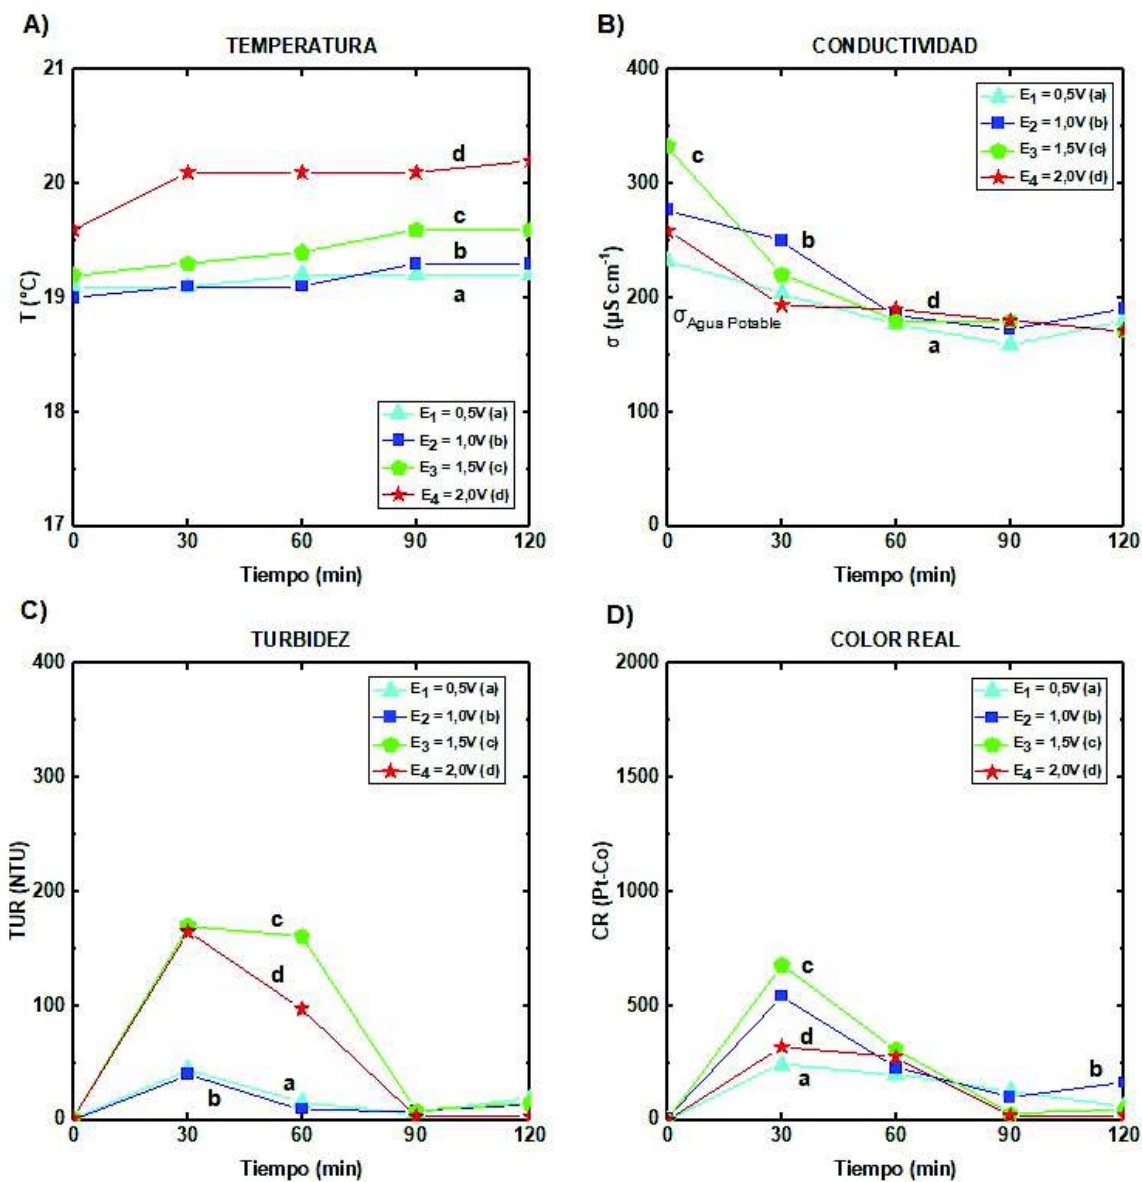 A)
TEMPERATURA
21
20
19
18
17
T (°C)
d
c
b
a
E1 = 0,5V (a)
E2 = 1,0V (b)
E3 = 1,5V (c)
E4 = 2,0V (d)
0 30 60 90 120
Tiempo (min)
B)
CONDUCTIVIDAD
400
300
200
100
0
σ (µS cm-1)
E1 = 0,5V (a)
E2 = 1,0V (b)
E3 = 1,5V (c)
E4 = 2,0V (d)
c
b
d
σAgua Potable
a
0 30 60 90 120
Tiempo (min)
C)
TURBIDEZ
400
300
200
100
0
TUR (NTU)
E1 = 0,5V (a)
E2 = 1,0V (b)
E3 = 1,5V (c)
E4 = 2,0V (d)
c
d
a
b
0 30 60 90 120
Tiempo (min)
D)
COLOR REAL
2000
1500
1000
500
0
CR (Pt-Co)
E1 = 0,5V (a)
E2 = 1,0V (b)
E3 = 1,5V (c)
E4 = 2,0V (d)
c
d
a
b
0 30 60 90 120
Tiempo (min)